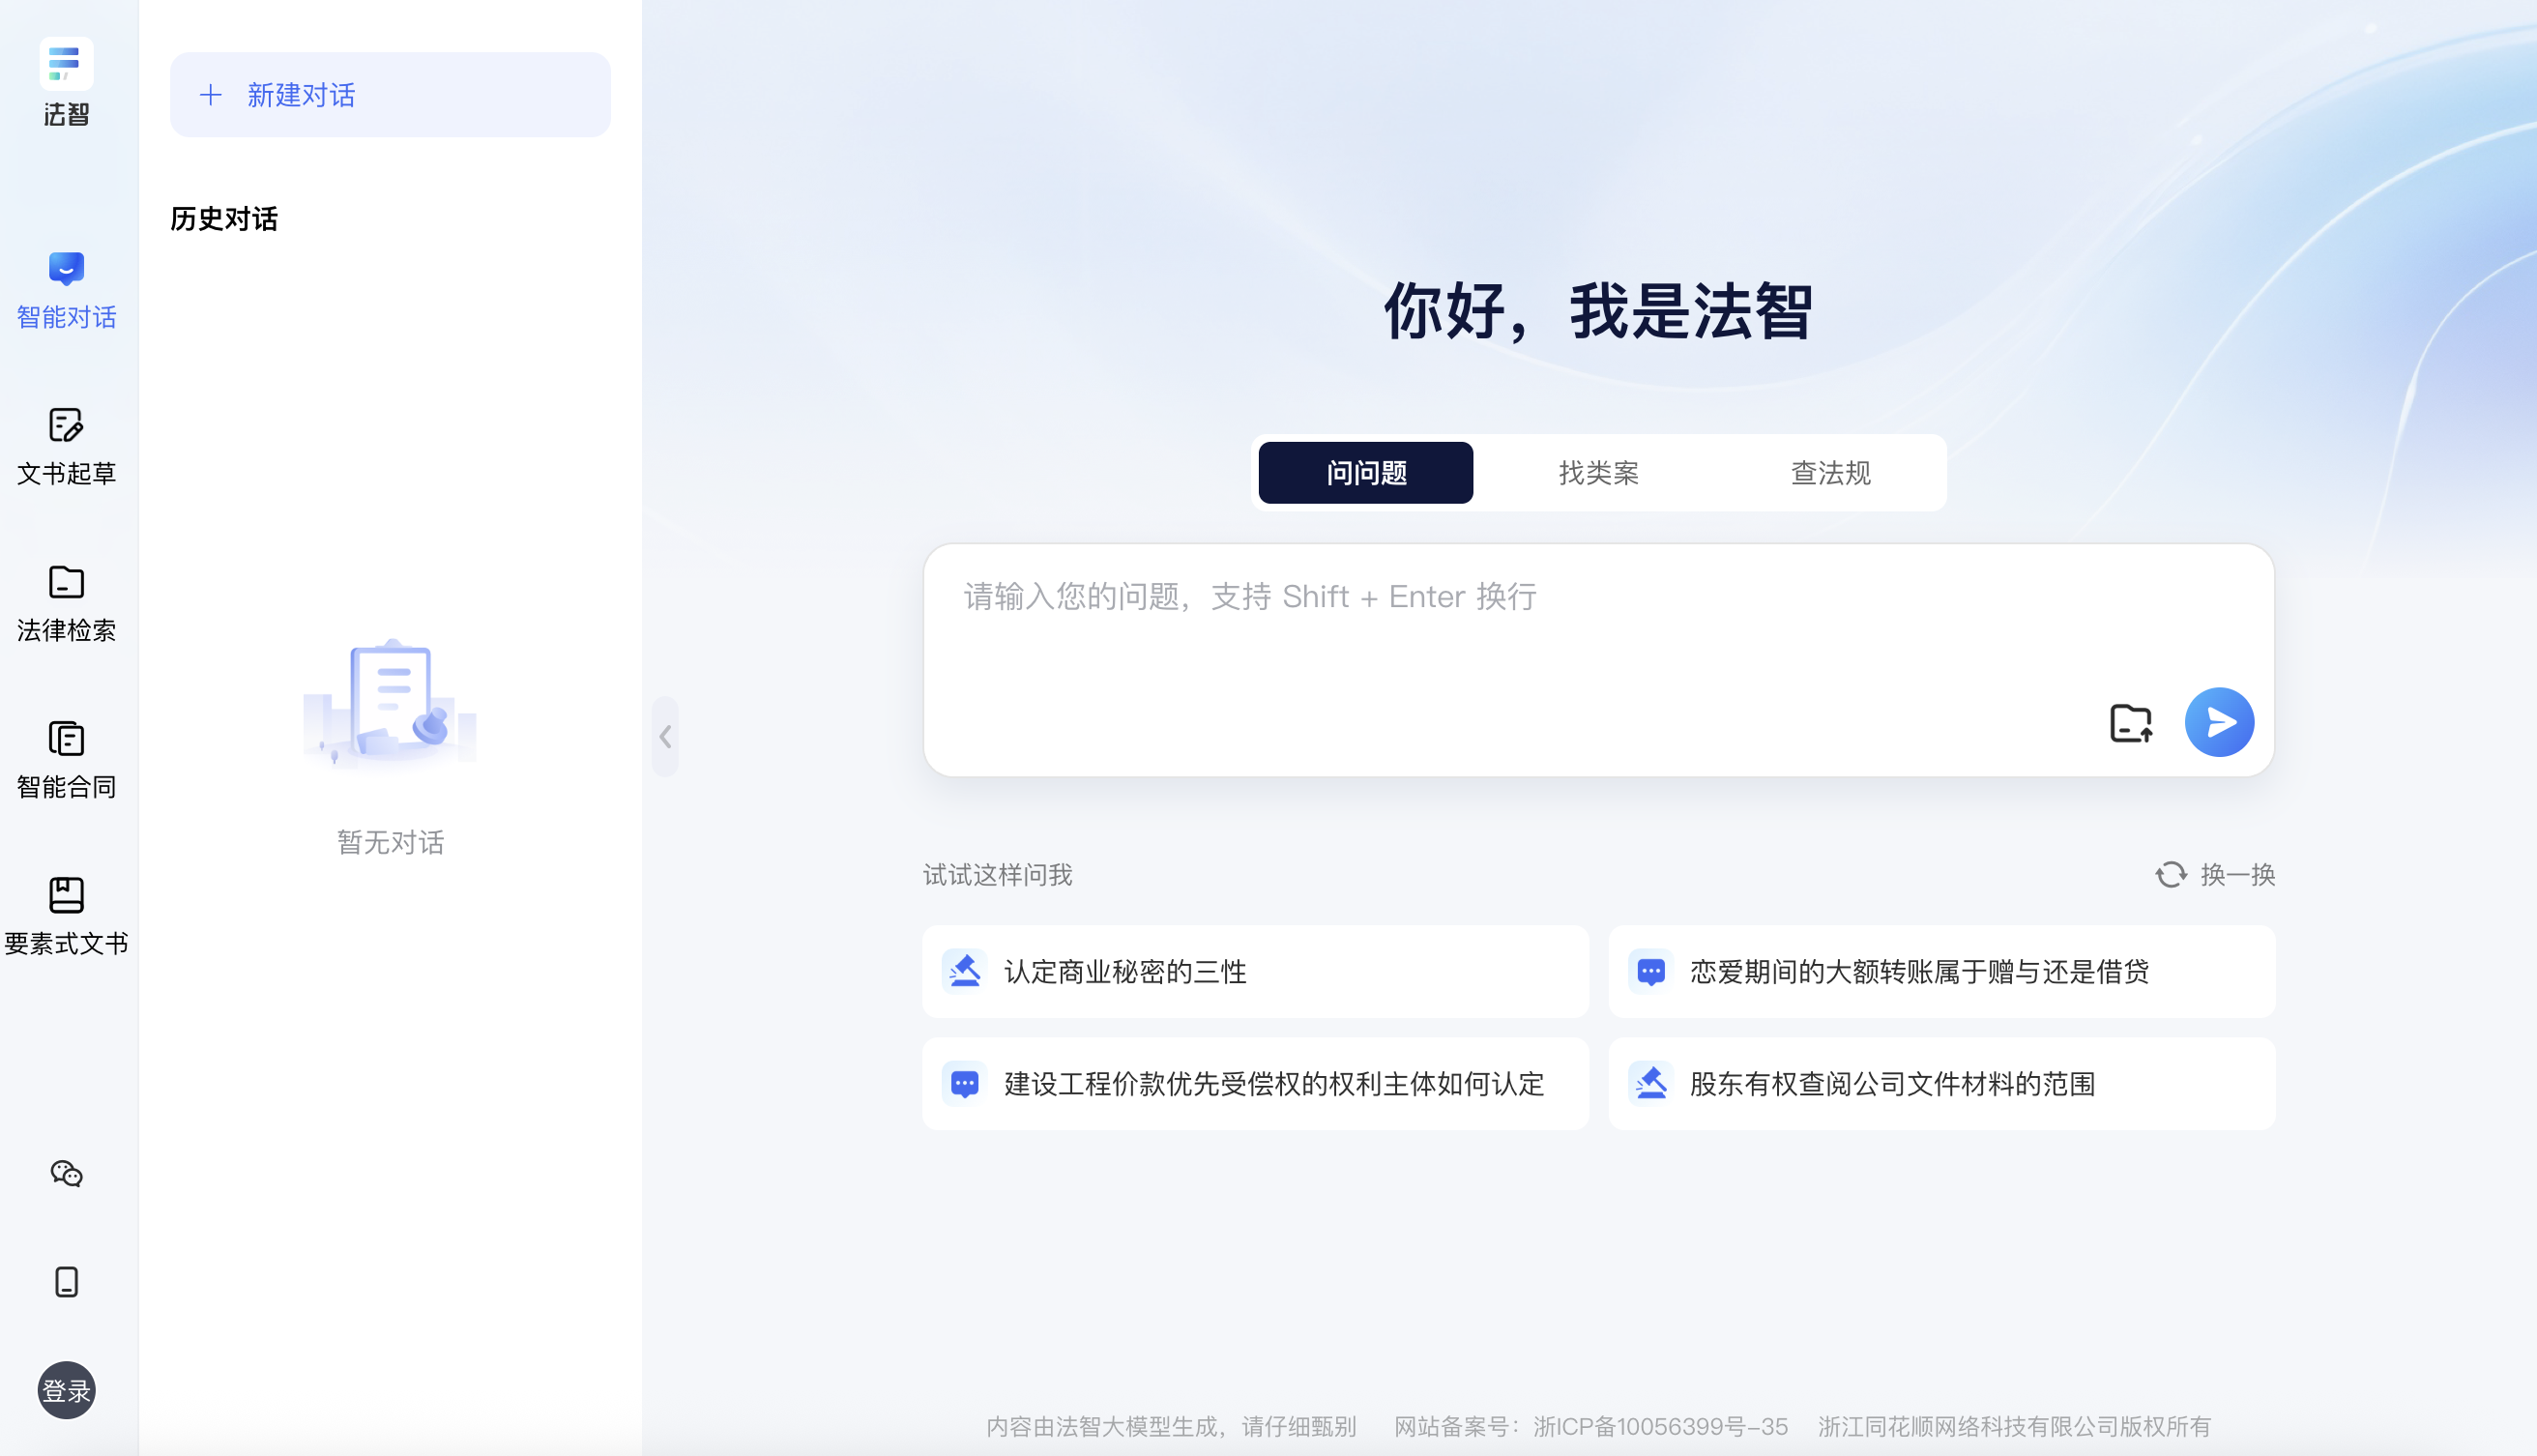 法智
智能对话
文书起草
法律检索
智能合同
要素式文书
登录
新建对话
历史对话
暂无对话
你好，我是法智
问问题
找类案
查法规
请输入您的问题，支持 Shift + Enter 换行
试试这样问我
换一换
认定商业秘密的三性
恋爱期间的大额转账属于赠与还是借贷
建设工程价款优先受偿权的权利主体如何认定
股东有权查阅公司文件材料的范围
内容由法智大模型生成，请仔细甄别 网站备案号：浙ICP备10056399号-35 浙江同花顺网络科技有限公司版权所有